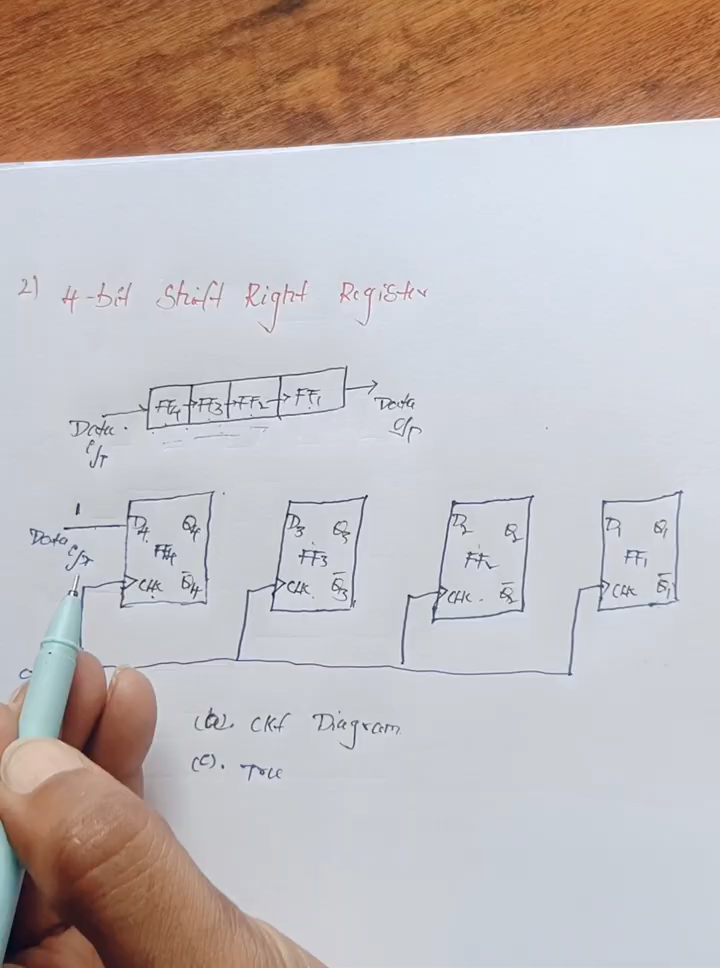 2) 4-bit Shift Right Register
FF4 FF3 FF2 FF1
Data i/p
Data o/p
1
Data i/p
D4 Q4 D3 Q3 D2 Q2 D1 Q1
FF4 FF3 FF2 FF1
CLK Q̅4 CLK. Q̅3 CLK. Q̅2 CLK Q̅1
(b). CKT Diagram
(c). True